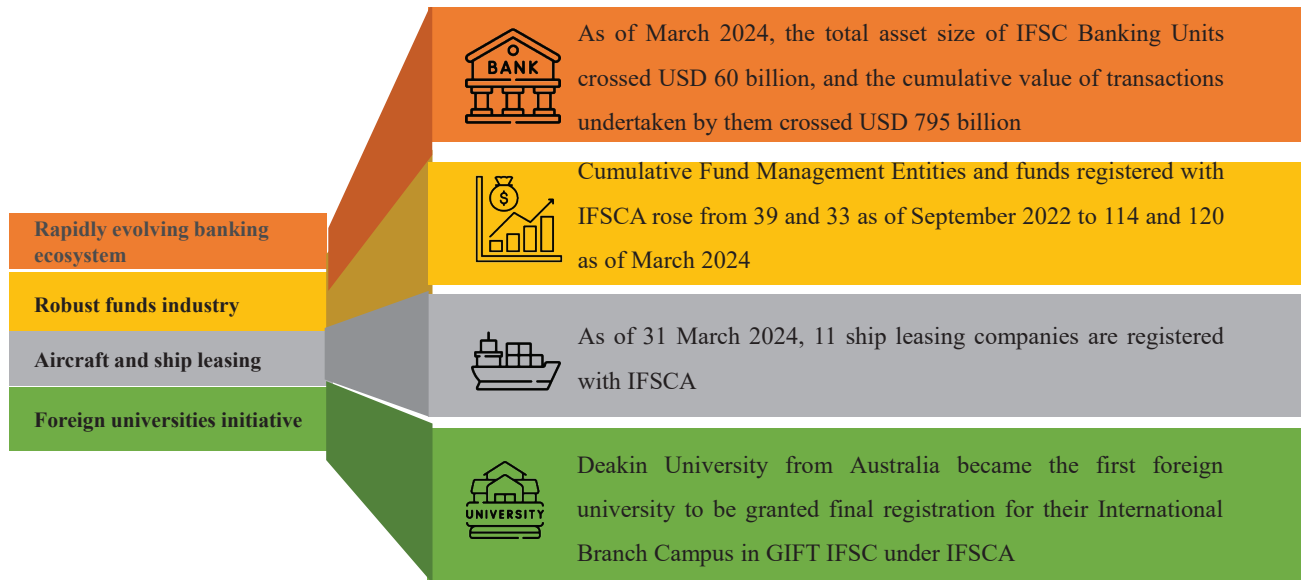 Rapidly evolving banking
ecosystem
Robust funds industry
Aircraft and ship leasing
Foreign universities initiative
BANK
As of March 2024, the total asset size of IFSC Banking Units
crossed USD 60 billion, and the cumulative value of transactions
undertaken by them crossed USD 795 billion
$
Cumulative Fund Management Entities and funds registered with
IFSCA rose from 39 and 33 as of September 2022 to 114 and 120
as of March 2024
As of 31 March 2024, 11 ship leasing companies are registered
with IFSCA
UNIVERSITY
Deakin University from Australia became the first foreign
university to be granted final registration for their International
Branch Campus in GIFT IFSC under IFSCA